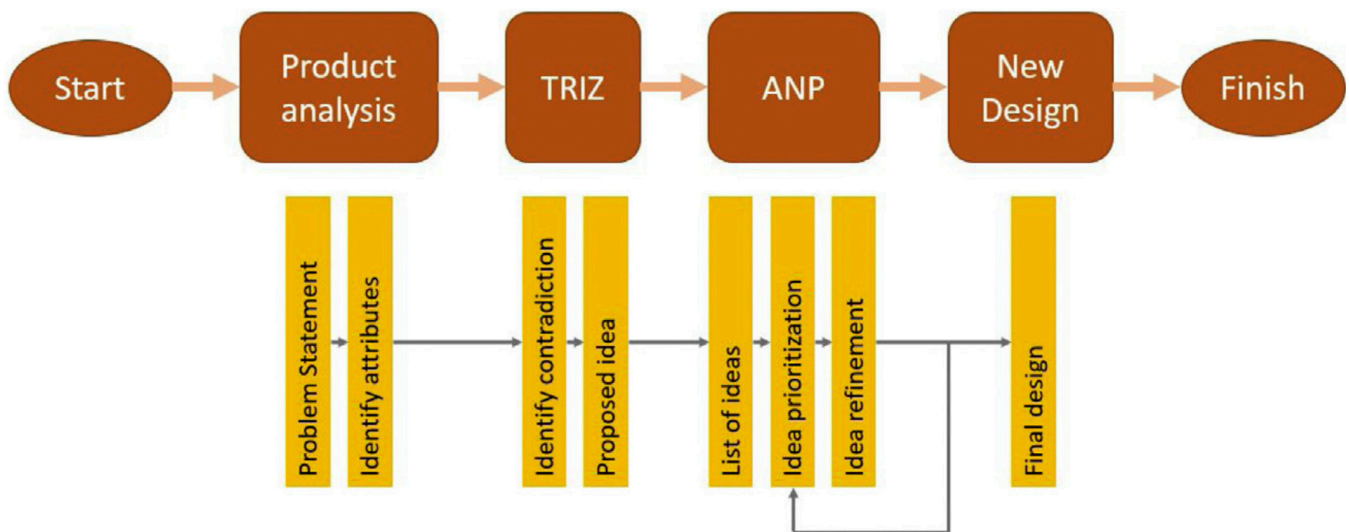 Start
Product
analysis
TRIZ
ANP
New
Design
Finish
Problem Statement
Identify attributes
Identify contradiction
Proposed idea
List of ideas
Idea prioritization
Idea refinement
Final design